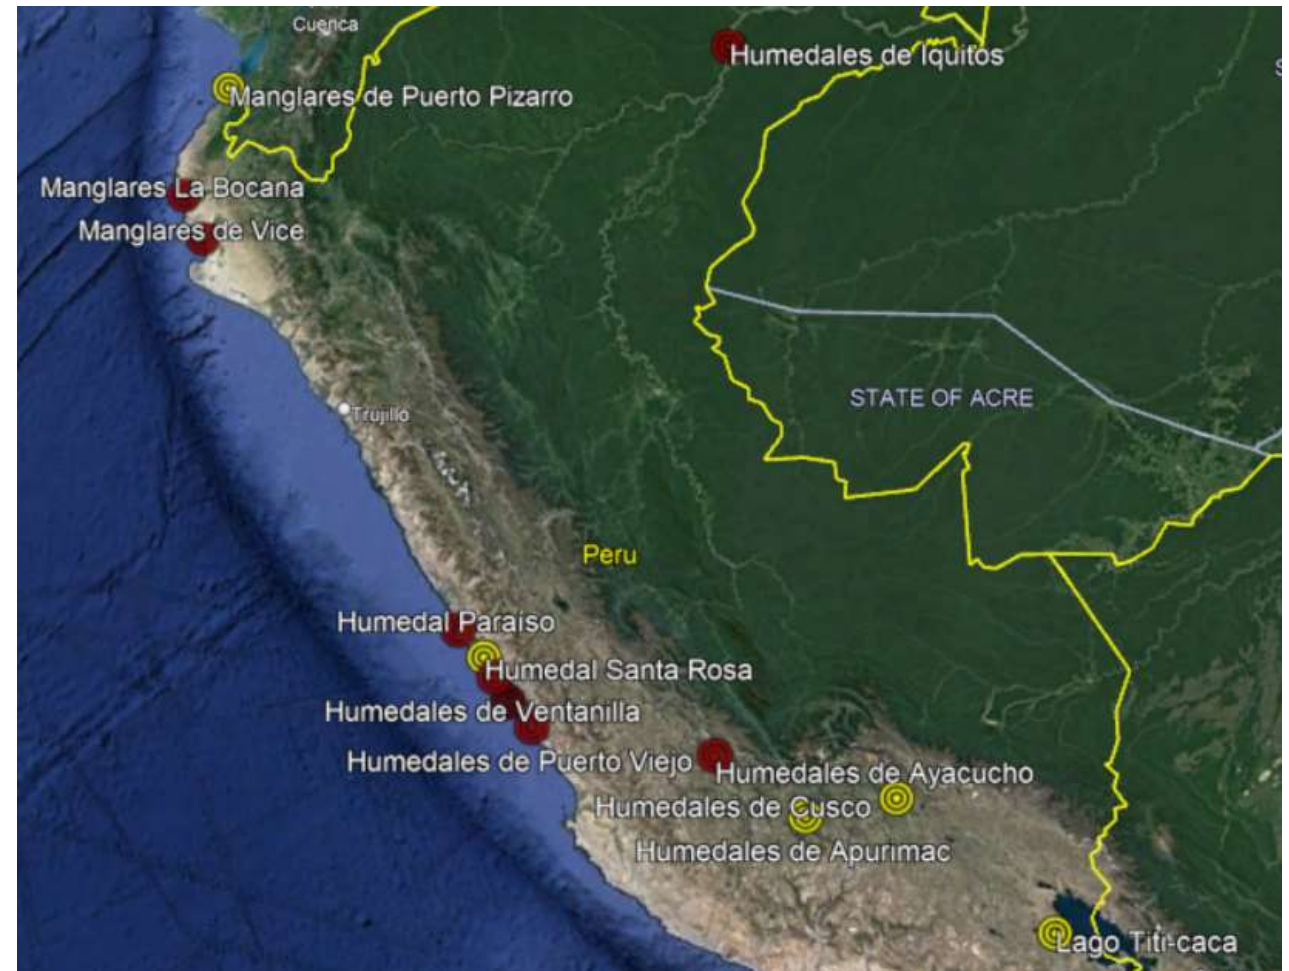 Cuenca
Humedales de Iquitos
Manglares de Puerto Pizarro
Manglares La Bocana
Manglares de Vice
STATE OF ACRE
Trujillo
Peru
Humedal Paraíso
Humedal Santa Rosa
Humedales de Ventanilla
Humedales de Puerto Viejo
Humedales de Ayacucho
Humedales de Cusco
Humedales de Apurimac
Lago Titi-caca